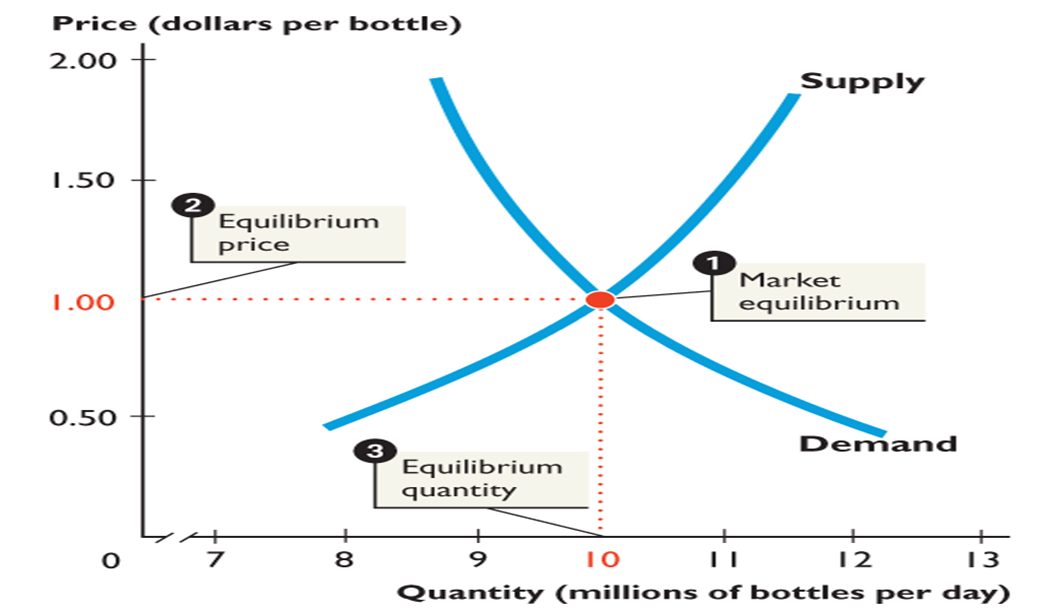 Price (dollars per bottle)
2.00
Supply
1.50
2
Equilibrium
price
1
Market
equilibrium
1.00
0.50
Demand
3
Equilibrium
quantity
0 7 8 9 10 11 12 13
Quantity (millions of bottles per day)